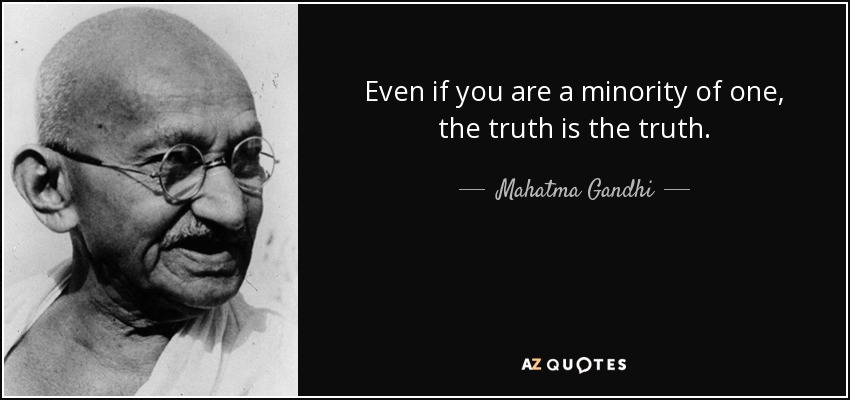 Even if you are a minority of one,
the truth is the truth.
Mahatma Gandhi
AZ QUOTES